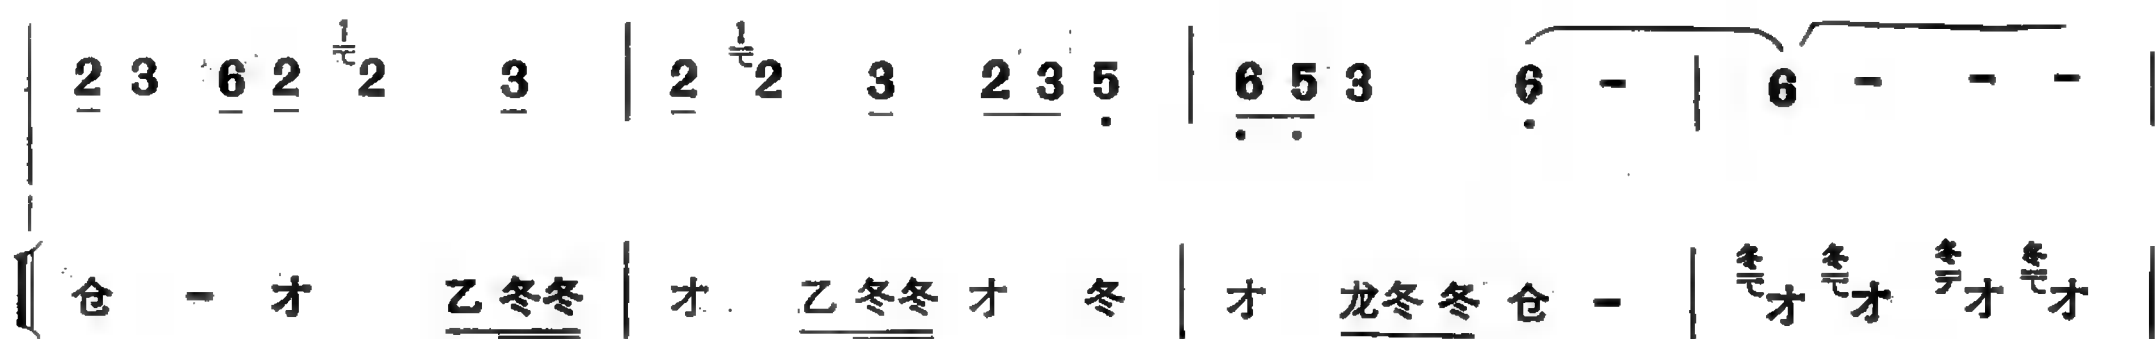 2 3 6 2 1 2 3 | 2 1 2 3 2 3 5 | 6 5 3 6 - | 6 - - - |
仓 - 才 乙 冬冬 | 才 乙 冬冬 才 冬 | 才 龙冬 冬 仓 - | 冬 才 冬 才 冬 才 冬 才 |